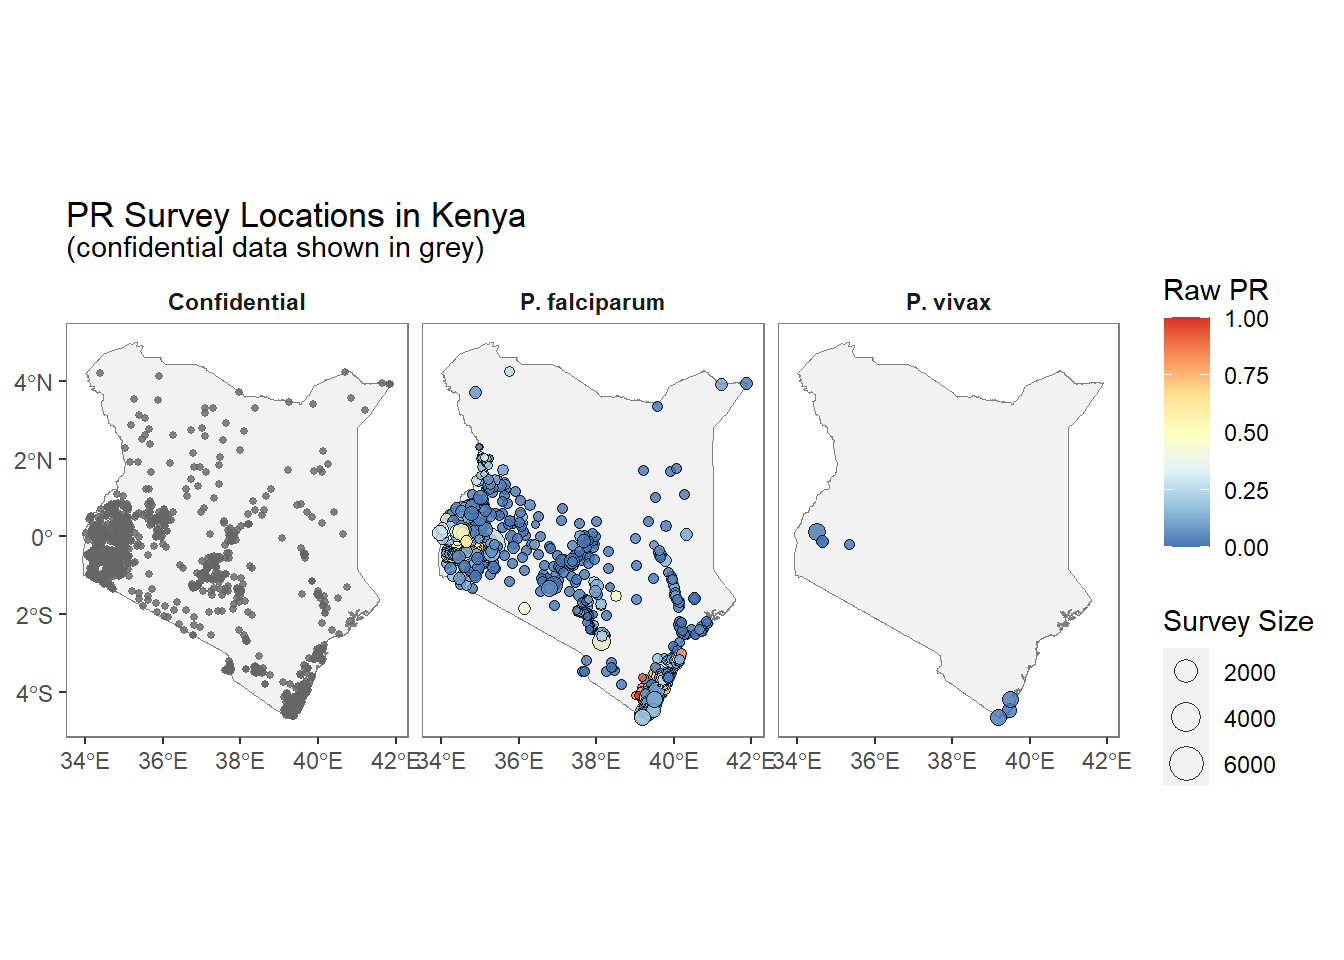 PR Survey Locations in Kenya
(confidential data shown in grey)
Confidential
P. falciparum
P. vivax
4°N
2°N
0°
2°S
4°S
34°E
36°E
38°E
40°E
42°E
34°E
36°E
38°E
40°E
42°E
34°E
36°E
38°E
40°E
42°E
Raw PR
1.00
0.75
0.50
0.25
0.00
Survey Size
2000
4000
6000